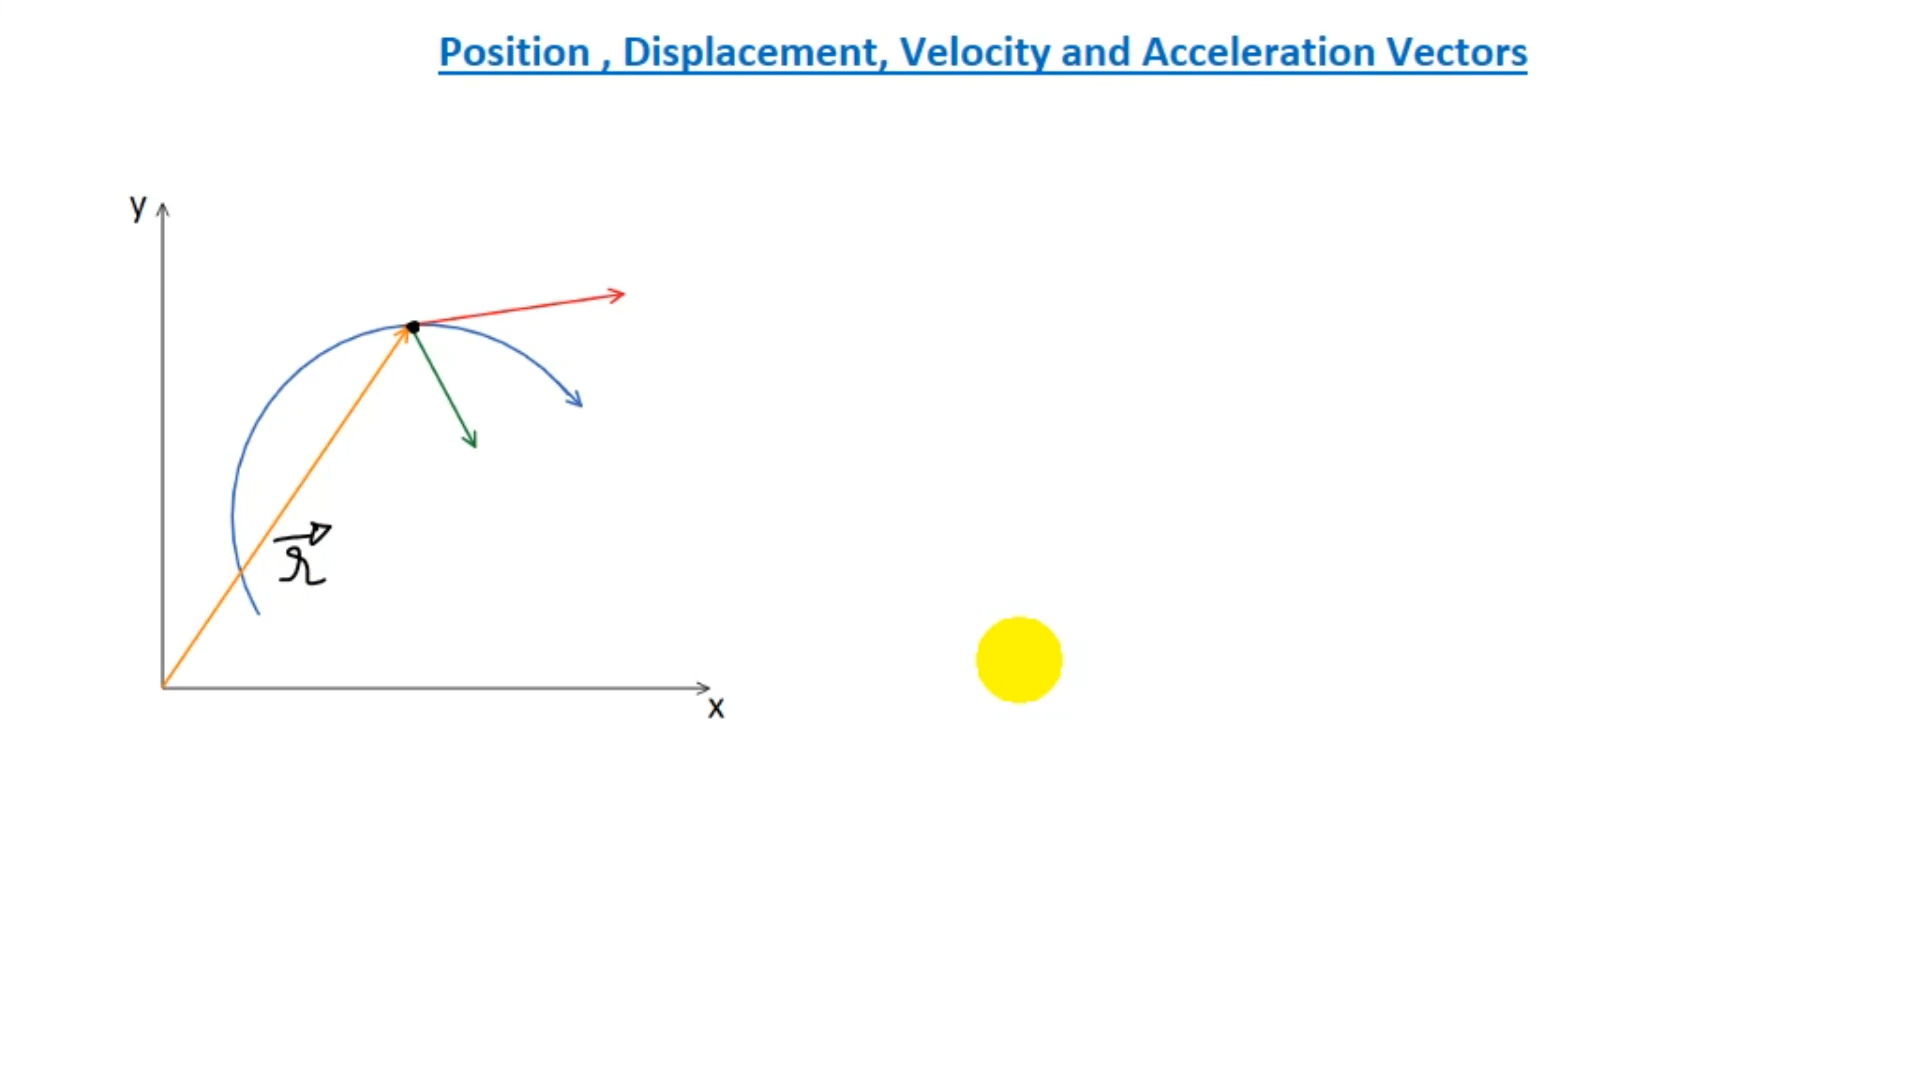 Position , Displacement, Velocity and Acceleration Vectors
y
r⃗
x